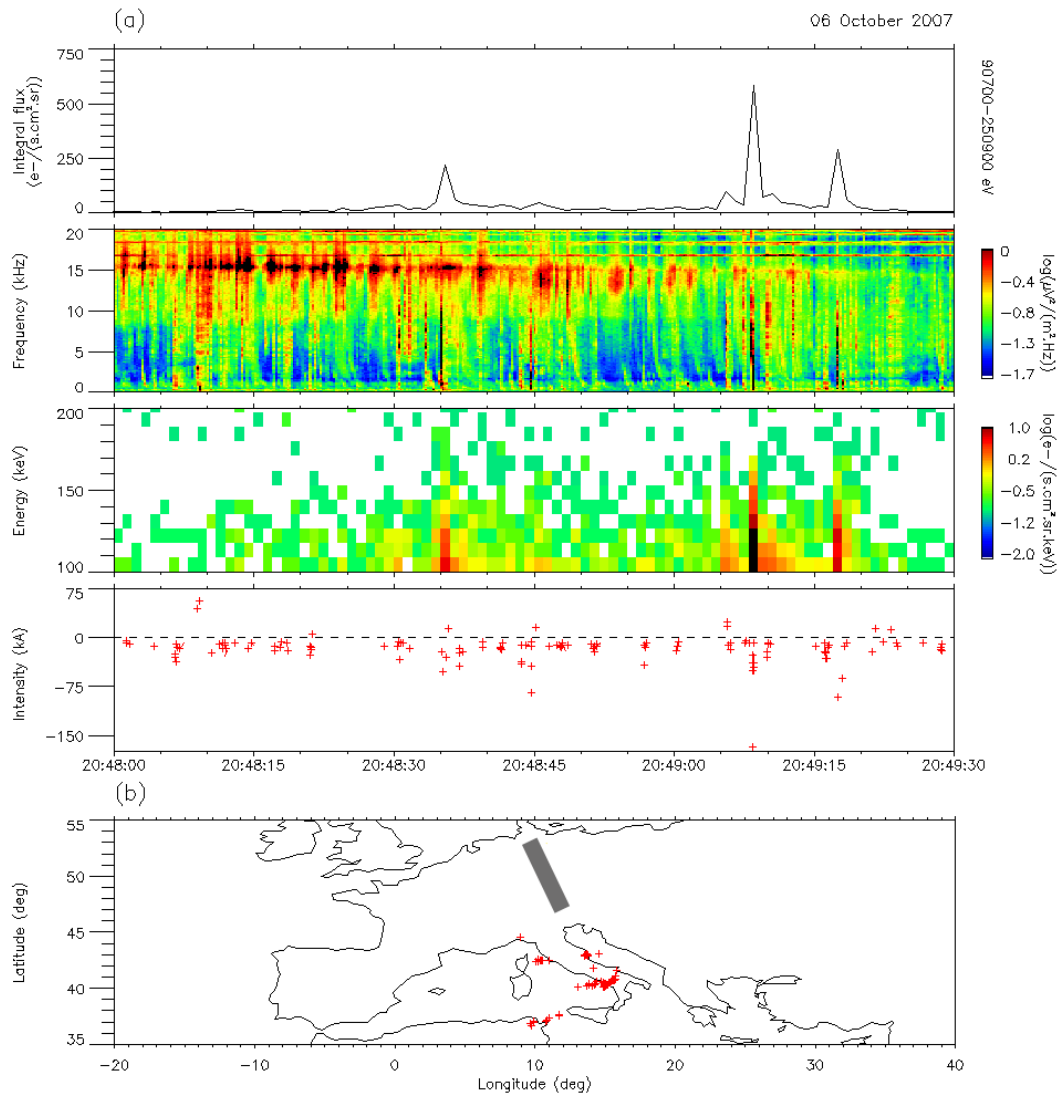 (a)
06 October 2007
750
500
250
0
Integral flux
(e-/(s.cm².sr))
90700-250900 eV
20
15
10
5
0
Frequency (kHz)
0
-0.4
-0.9
-1.3
-1.7
log(μV²/(m².Hz))
200
150
100
Energy (keV)
1.0
0.2
-0.5
-1.2
-2.0
log(e-/(s.cm².sr.keV))
75
0
-75
-150
Intensity (kA)
20:48:00 20:48:15 20:48:30 20:48:45 20:49:00 20:49:15 20:49:30
(b)
55
50
45
40
35
Latitude (deg)
-20 -10 0 10 20 30 40
Longitude (deg)